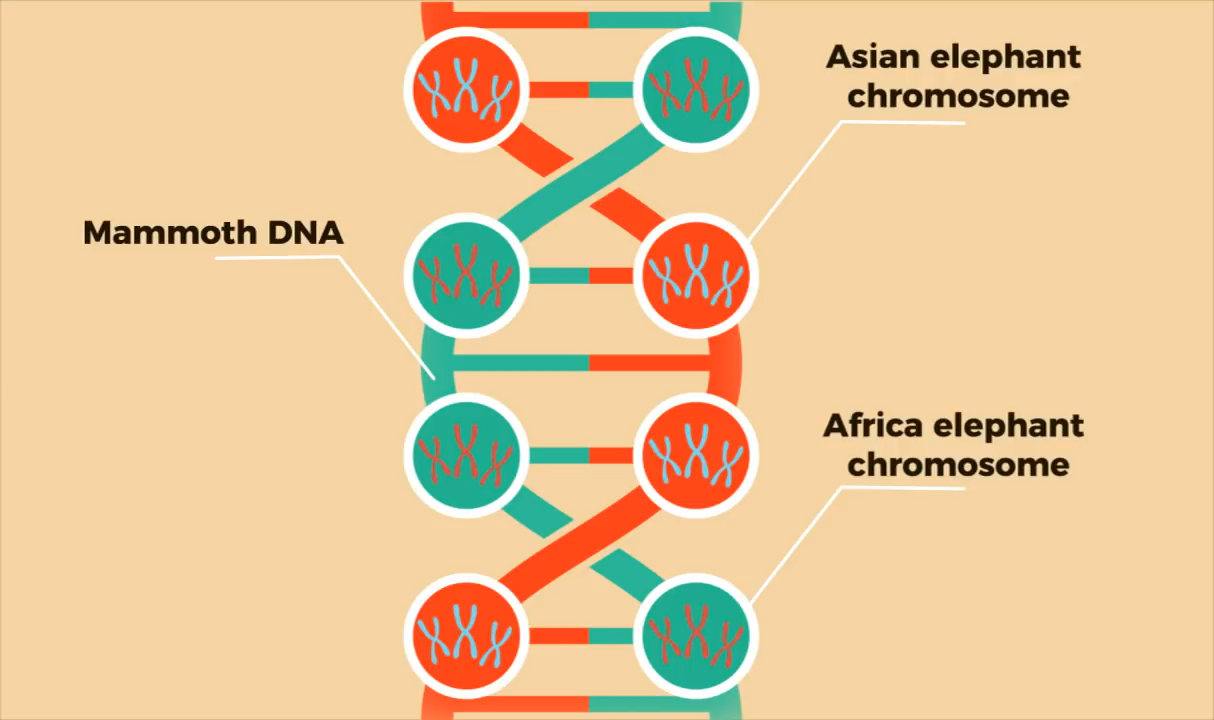 Asian elephant
chromosome
Mammoth DNA
Africa elephant
chromosome